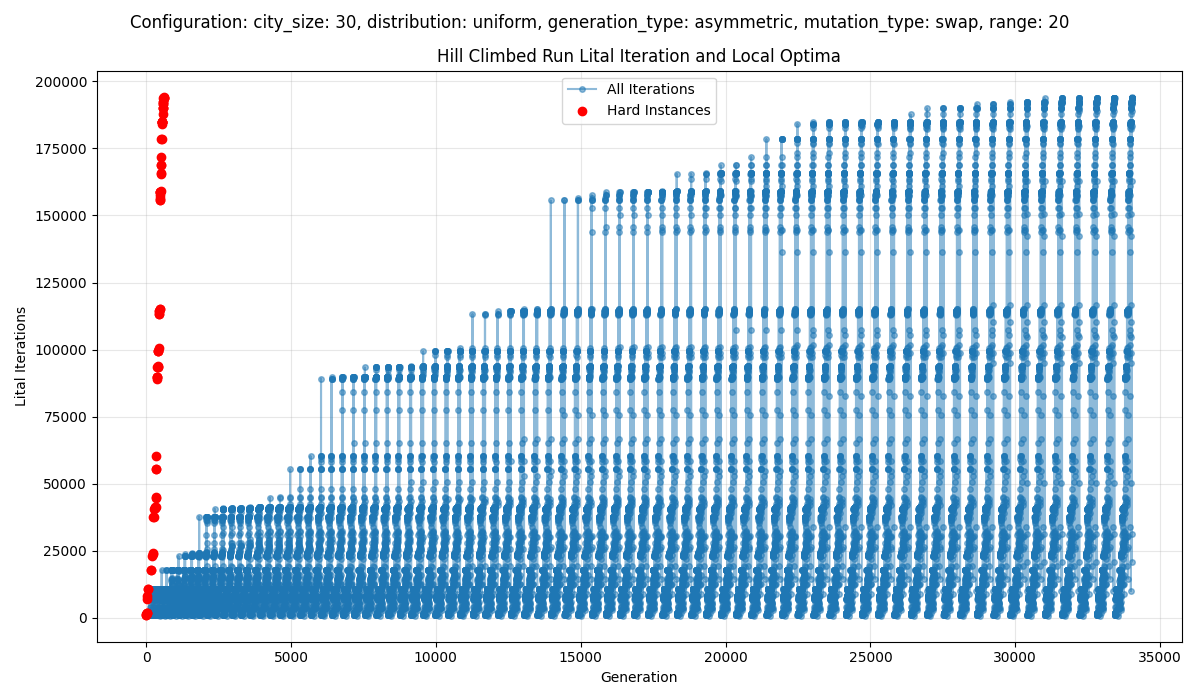 Configuration: city_size: 30, distribution: uniform, generation_type: asymmetric, mutation_type: swap, range: 20
Hill Climbed Run Lital Iteration and Local Optima
All Iterations
Hard Instances
200000
175000
150000
125000
100000
75000
50000
25000
0
Lital Iterations
0 5000 10000 15000 20000 25000 30000 35000
Generation